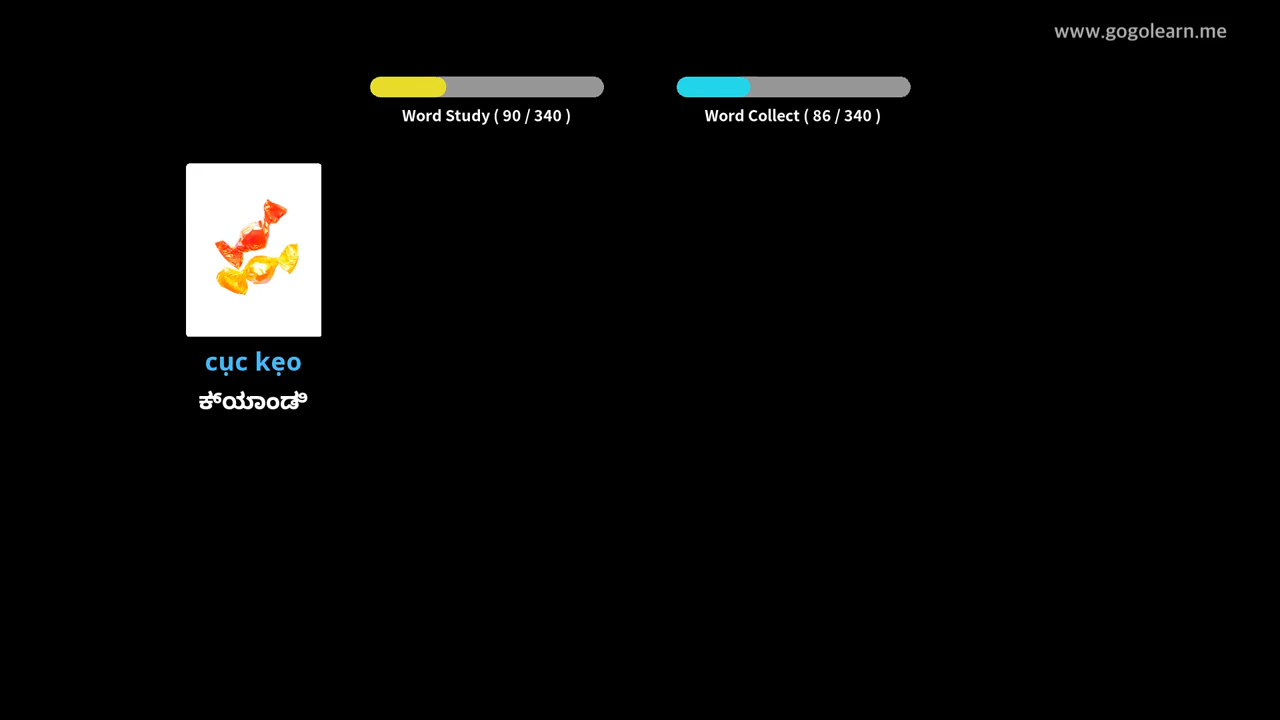 www.gogolearn.me
Word Study ( 90 / 340 )
Word Collect ( 86 / 340 )
cục kẹo
ಕ್ಯಾಂಡಿ